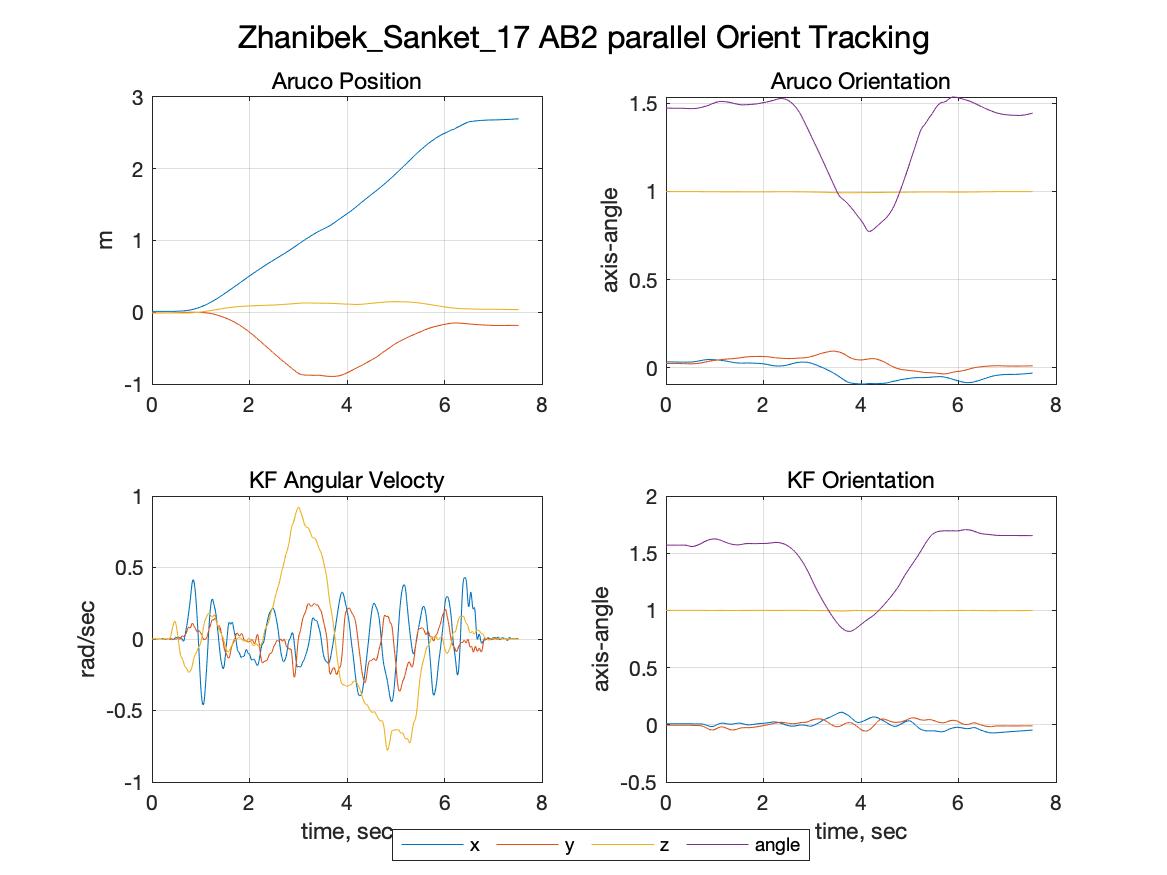 Zhanibek_Sanket_17 AB2 parallel Orient Tracking
Aruco Position
3
2
1
0
-1
m
0 2 4 6 8
Aruco Orientation
1.5
1
0.5
0
axis-angle
0 2 4 6 8
KF Angular Velocty
1
0.5
0
-0.5
-1
rad/sec
0 2 4 6 8
time, sec
KF Orientation
2
1.5
1
0.5
0
-0.5
axis-angle
0 2 4 6 8
time, sec
x y z angle